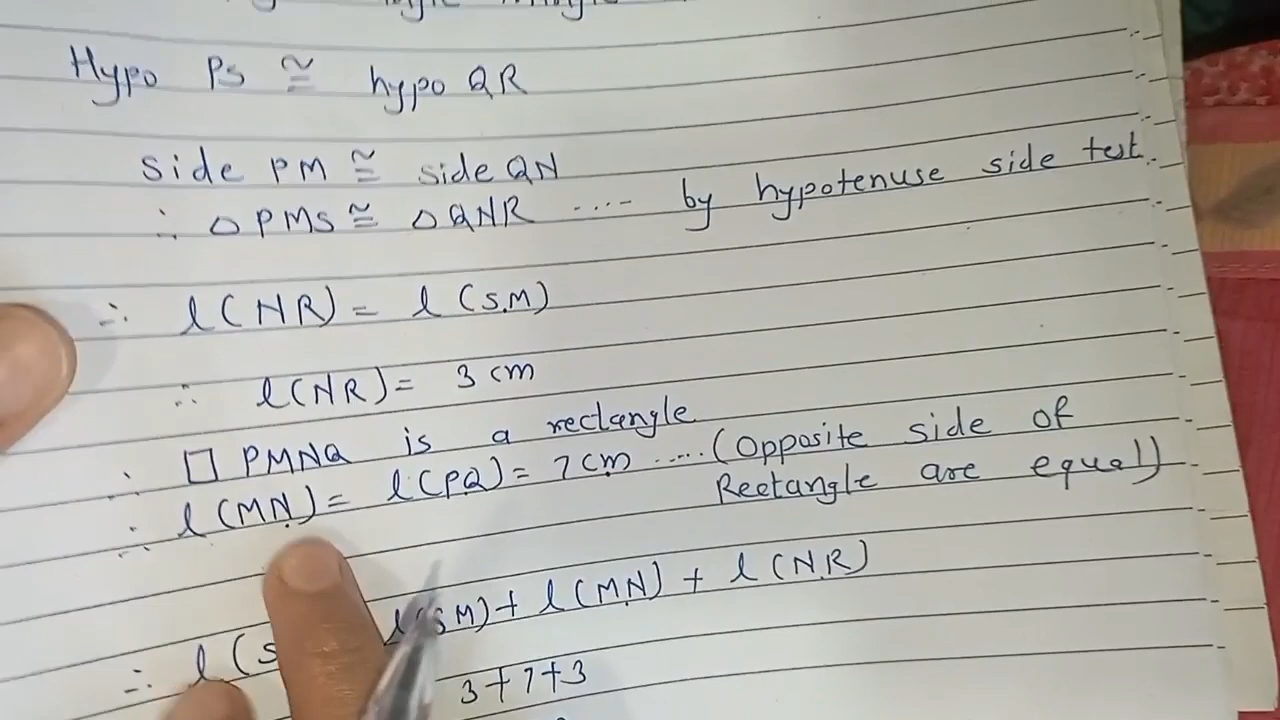 Hypo PS ≅ hypo QR
side PM ≅ side QN
∴ △PMS ≅ △QNR .... by hypotenuse side test.
∴ l(NR) = l(SM)
∴ l(NR) = 3 cm
∴ □ PMNQ is a rectangle
∴ l(MN) = l(PQ) = 7 cm .... (Opposite side of
Rectangle are equal)
∴ l(S l(SM) + l(MN) + l(NR)
3+7+3